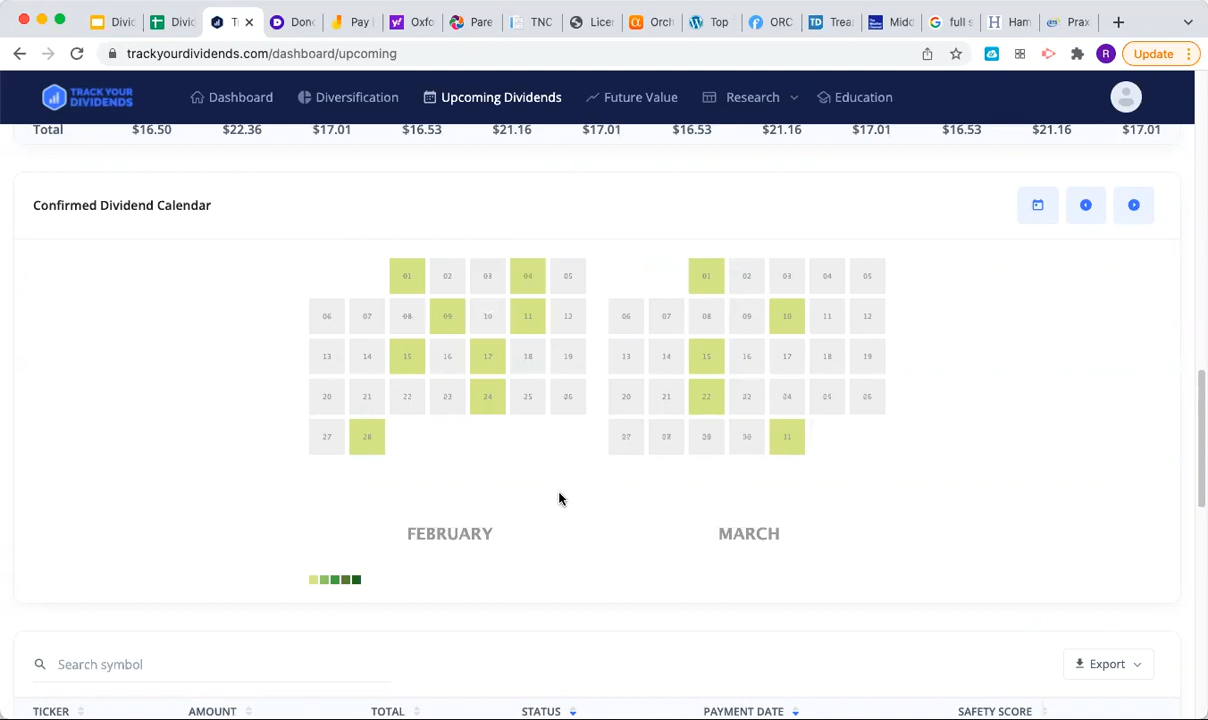 Divid
Divid
T
Dond
Pay
Oxfo
Pare
TNC
Licen
Orch
Top
ORC
Trea
Midd
full s
Ham
Prax
trackyourdividends.com/dashboard/upcoming
R
Update
TRACK YOUR DIVIDENDS
Dashboard
Diversification
Upcoming Dividends
Future Value
Research
Education
Total $16.50 $22.36 $17.01 $16.53 $21.16 $17.01 $16.53 $21.16 $17.01 $16.53 $21.16 $17.01
Confirmed Dividend Calendar
01 02 03 04 05
06 07 08 09 10 11 12
13 14 15 16 17 18 19
20 21 22 23 24 25 26
27 28
FEBRUARY
01 02 03 04 05
06 07 08 09 10 11 12
13 14 15 16 17 18 19
20 21 22 23 24 25 26
27 28 29 30 31
MARCH
Search symbol
Export
TICKER AMOUNT TOTAL STATUS PAYMENT DATE SAFETY SCORE